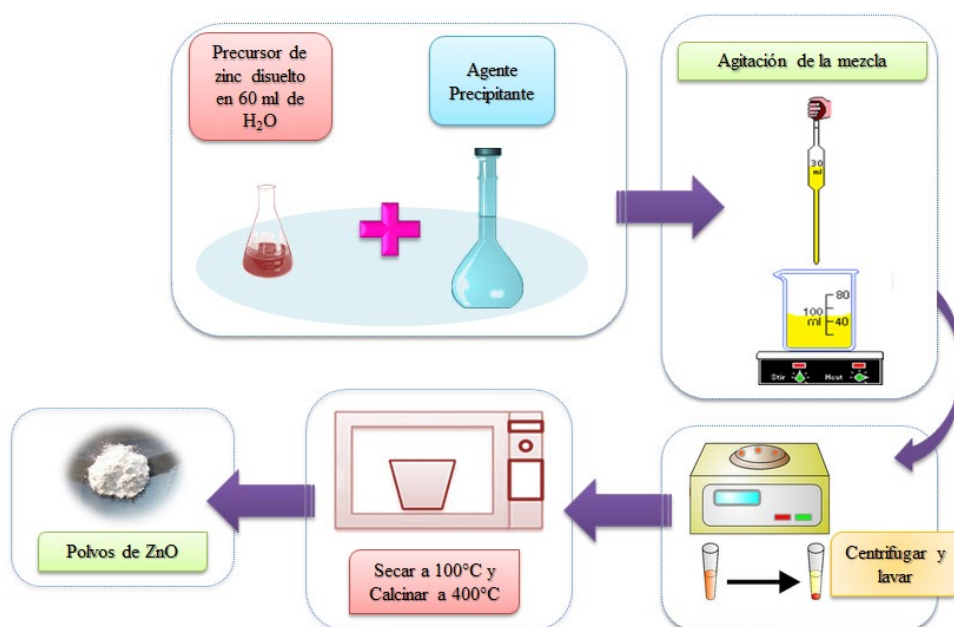 Precursor de
zinc disuelto
en 60 ml de
H₂O
Agente
Precipitante
Agitación de la mezcla
30
ml
80
100
ml 40
Stir Heat
Centrifugar y
lavar
Secar a 100°C y
Calcinar a 400°C
Polvos de ZnO